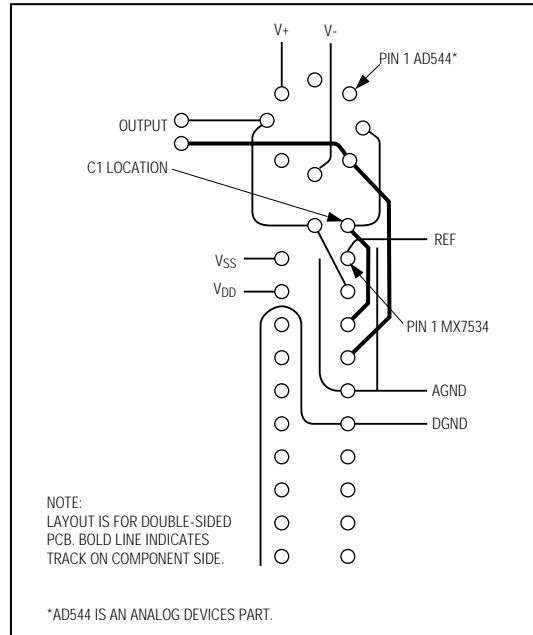 V+
V-
PIN 1 AD544*
OUTPUT
C1 LOCATION
REF
VSS
VDD
PIN 1 MX7534
AGND
DGND
NOTE:
LAYOUT IS FOR DOUBLE-SIDED
PCB. BOLD LINE INDICATES
TRACK ON COMPONENT SIDE.
*AD544 IS AN ANALOG DEVICES PART.